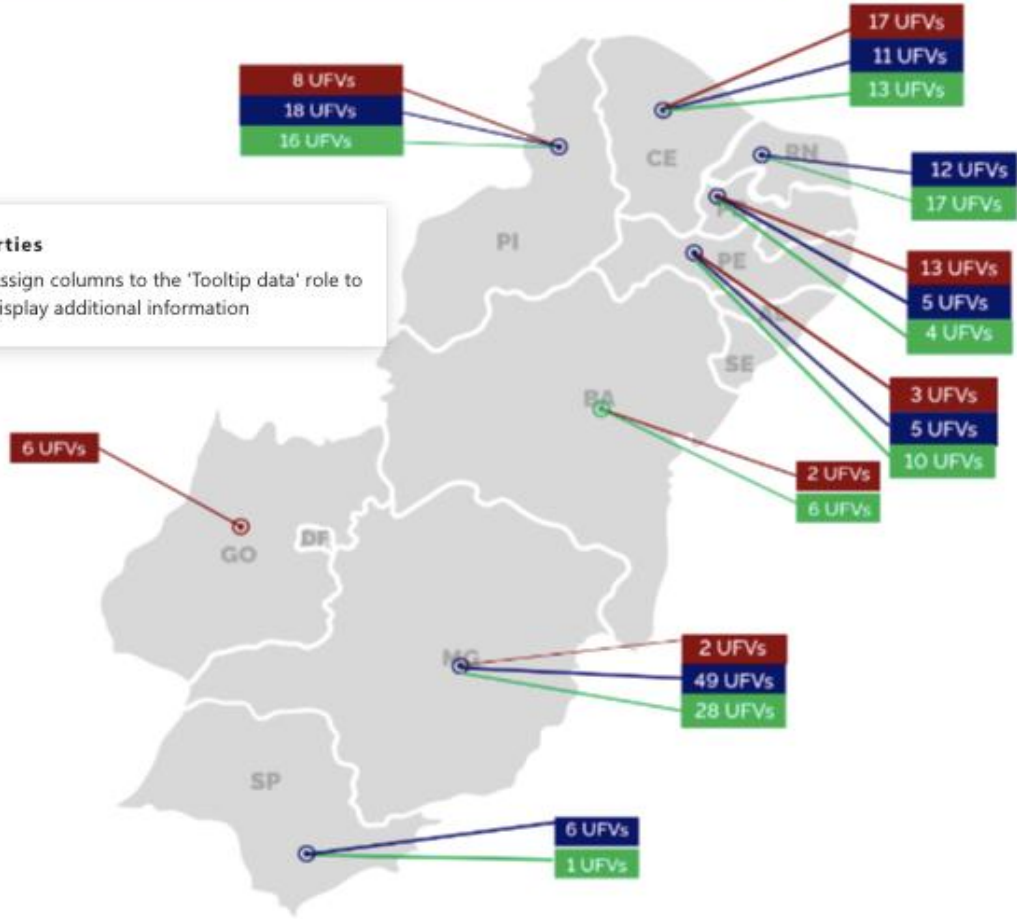 17 UFVs
11 UFVs
13 UFVs
8 UFVs
18 UFVs
16 UFVs
CE
RN
12 UFVs
17 UFVs
rties
ssign columns to the 'Tooltip data' role to
isplay additional information
PI
PE
13 UFVs
5 UFVs
4 UFVs
SE
BA
3 UFVs
5 UFVs
10 UFVs
6 UFVs
2 UFVs
6 UFVs
DF
GO
MG
2 UFVs
49 UFVs
28 UFVs
SP
6 UFVs
1 UFVs